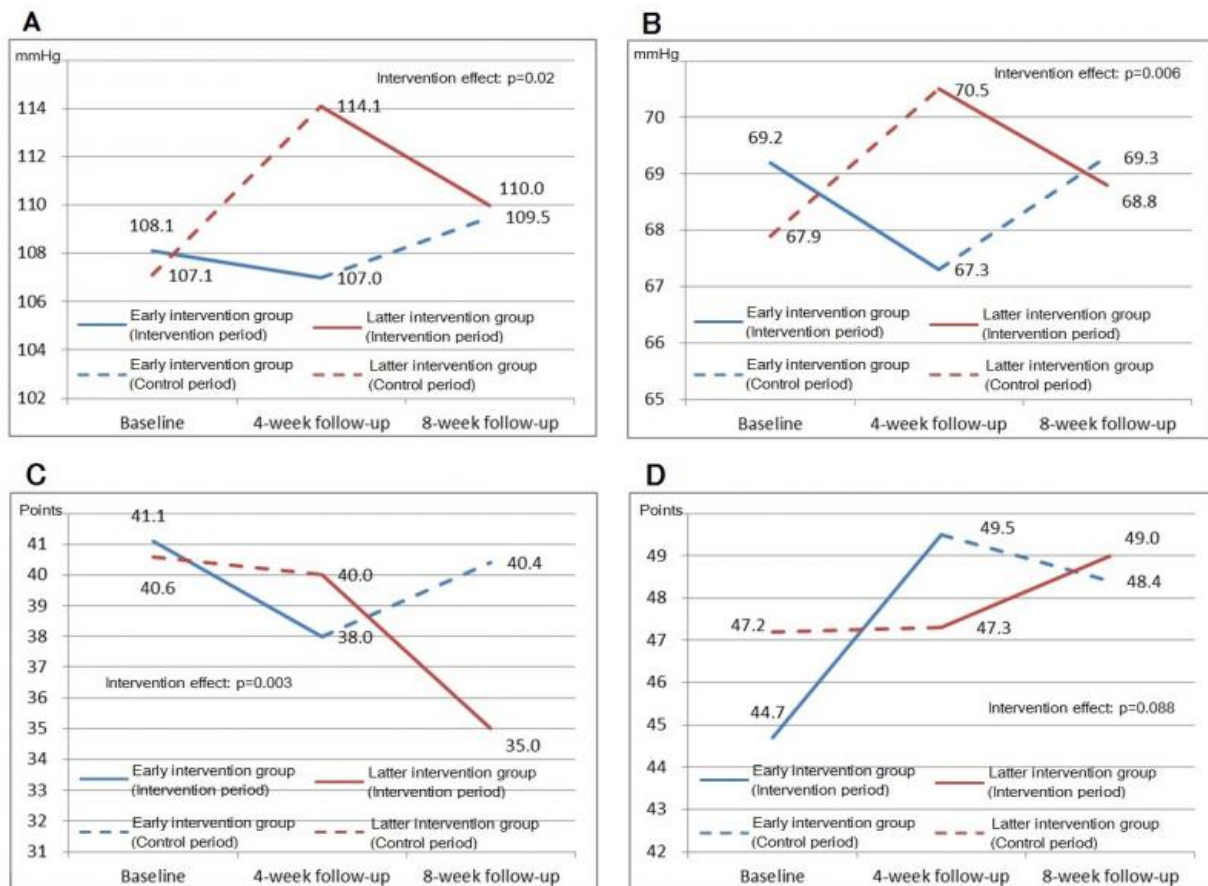 A
mmHg
Intervention effect: p=0.02
114
112
110
108
106
104
102
114.1
110.0
109.5
108.1
107.1
107.0
Early intervention group
(Intervention period)
Latter intervention group
(Intervention period)
Early intervention group
(Control period)
Latter intervention group
(Control period)
Baseline 4-week follow-up 8-week follow-up
B
mmHg
Intervention effect: p=0.006
70
69
68
67
66
65
70.5
69.2
69.3
68.8
67.9
67.3
Early intervention group
(Intervention period)
Latter intervention group
(Intervention period)
Early intervention group
(Control period)
Latter intervention group
(Control period)
Baseline 4-week follow-up 8-week follow-up
C
Points
41
40
39
38
37
36
35
34
33
32
31
41.1
40.6
40.0
40.4
38.0
Intervention effect: p=0.003
35.0
Early intervention group
(Intervention period)
Latter intervention group
(Intervention period)
Early intervention group
(Control period)
Latter intervention group
(Control period)
Baseline 4-week follow-up 8-week follow-up
D
Points
49
48
47
46
45
44
43
42
49.5
49.0
48.4
47.2
47.3
44.7
Intervention effect: p=0.088
Early intervention group
(Intervention period)
Latter intervention group
(Intervention period)
Early intervention group
(Control period)
Latter intervention group
(Control period)
Baseline 4-week follow-up 8-week follow-up